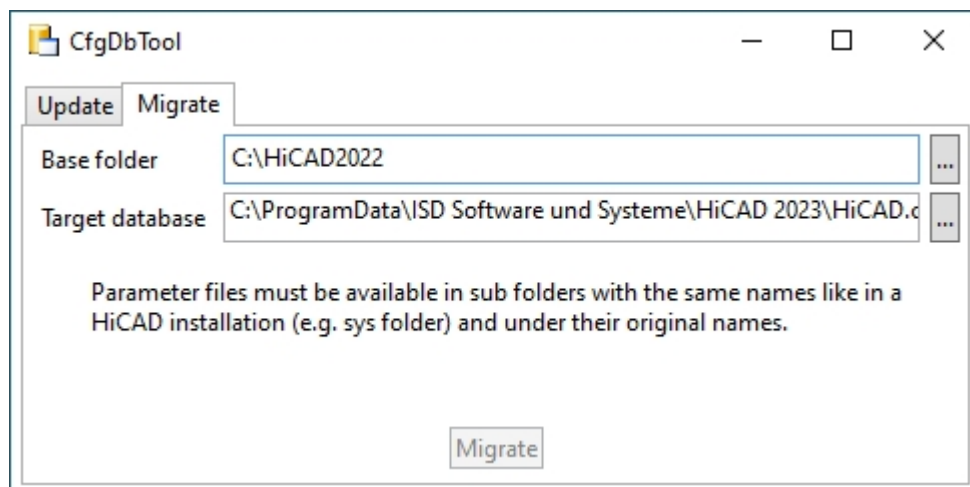 CfgDbTool
Update Migrate
Base folder C:\HiCAD2022 ...
Target database C:\ProgramData\ISD Software und Systeme\HiCAD 2023\HiCAD.c ...
Parameter files must be available in sub folders with the same names like in a
HiCAD installation (e.g. sys folder) and under their original names.
Migrate